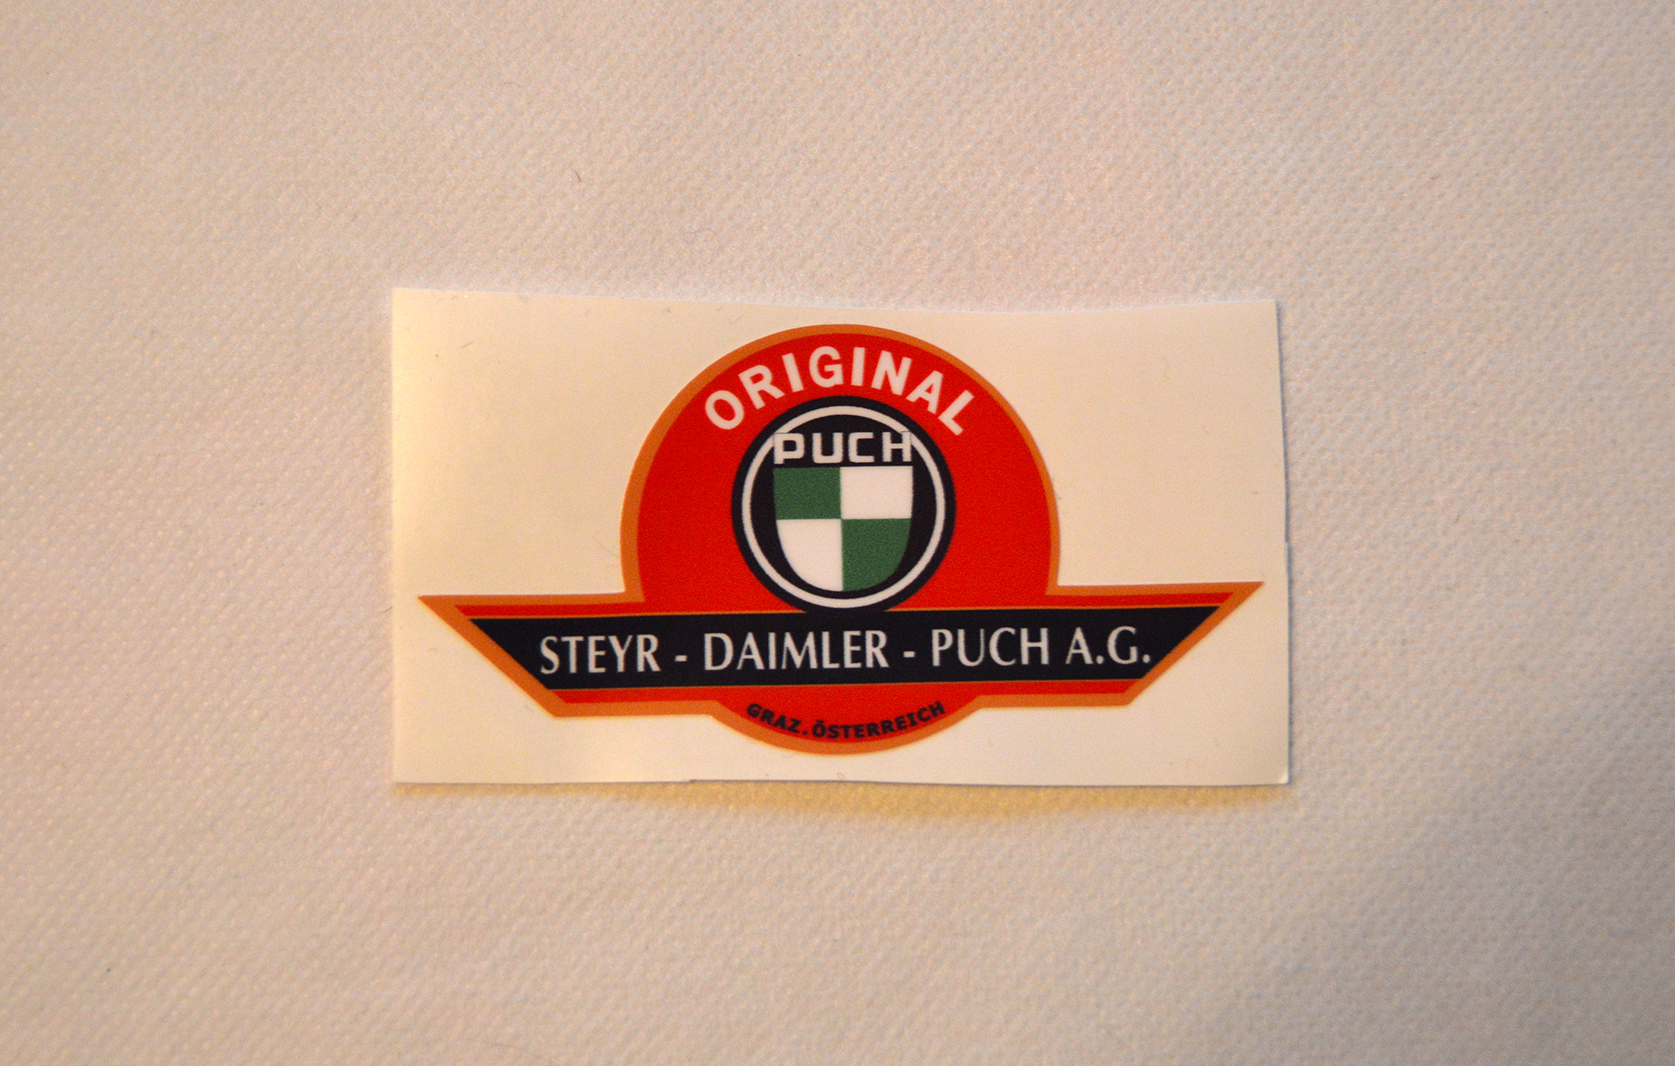 ORIGINAL
PUCH
STEYR - DAIMLER - PUCH A.G.
GRAZ.ÖSTERREICH